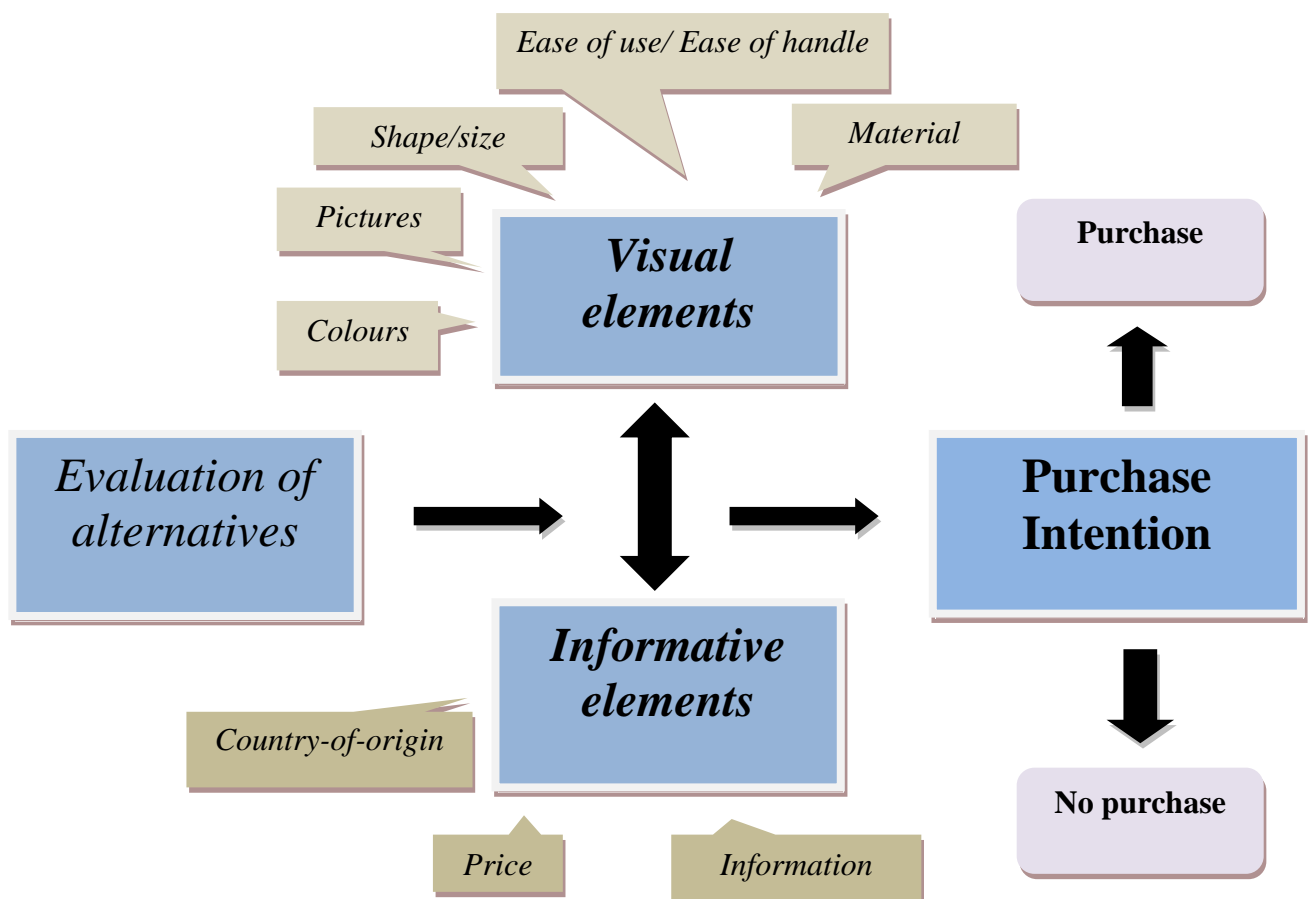 Ease of use/ Ease of handle
Shape/size
Material
Pictures
Colours
Visual
elements
Purchase
Evaluation of
alternatives
Purchase
Intention
Informative
elements
Country-of-origin
Price
Information
No purchase